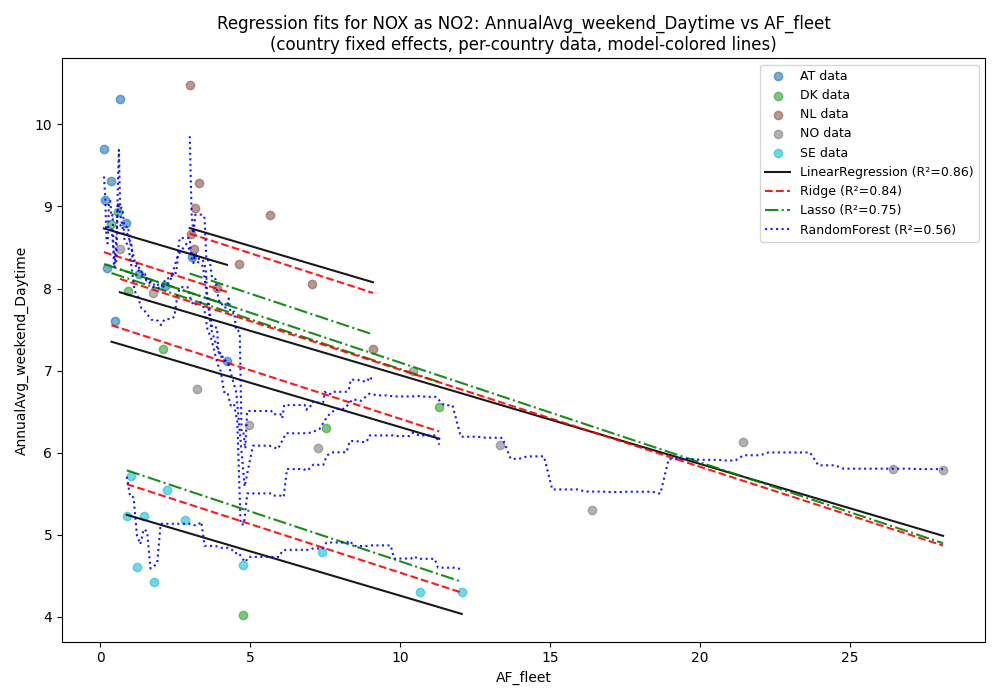 Regression fits for NOX as NO2: AnnualAvg_weekend_Daytime vs AF_fleet
(country fixed effects, per-country data, model-colored lines)
AT data
DK data
NL data
NO data
SE data
LinearRegression (R²=0.86)
Ridge (R²=0.84)
Lasso (R²=0.75)
RandomForest (R²=0.56)
AnnualAvg_weekend_Daytime
10
9
8
7
6
5
4
0
5
10
15
20
25
AF_fleet